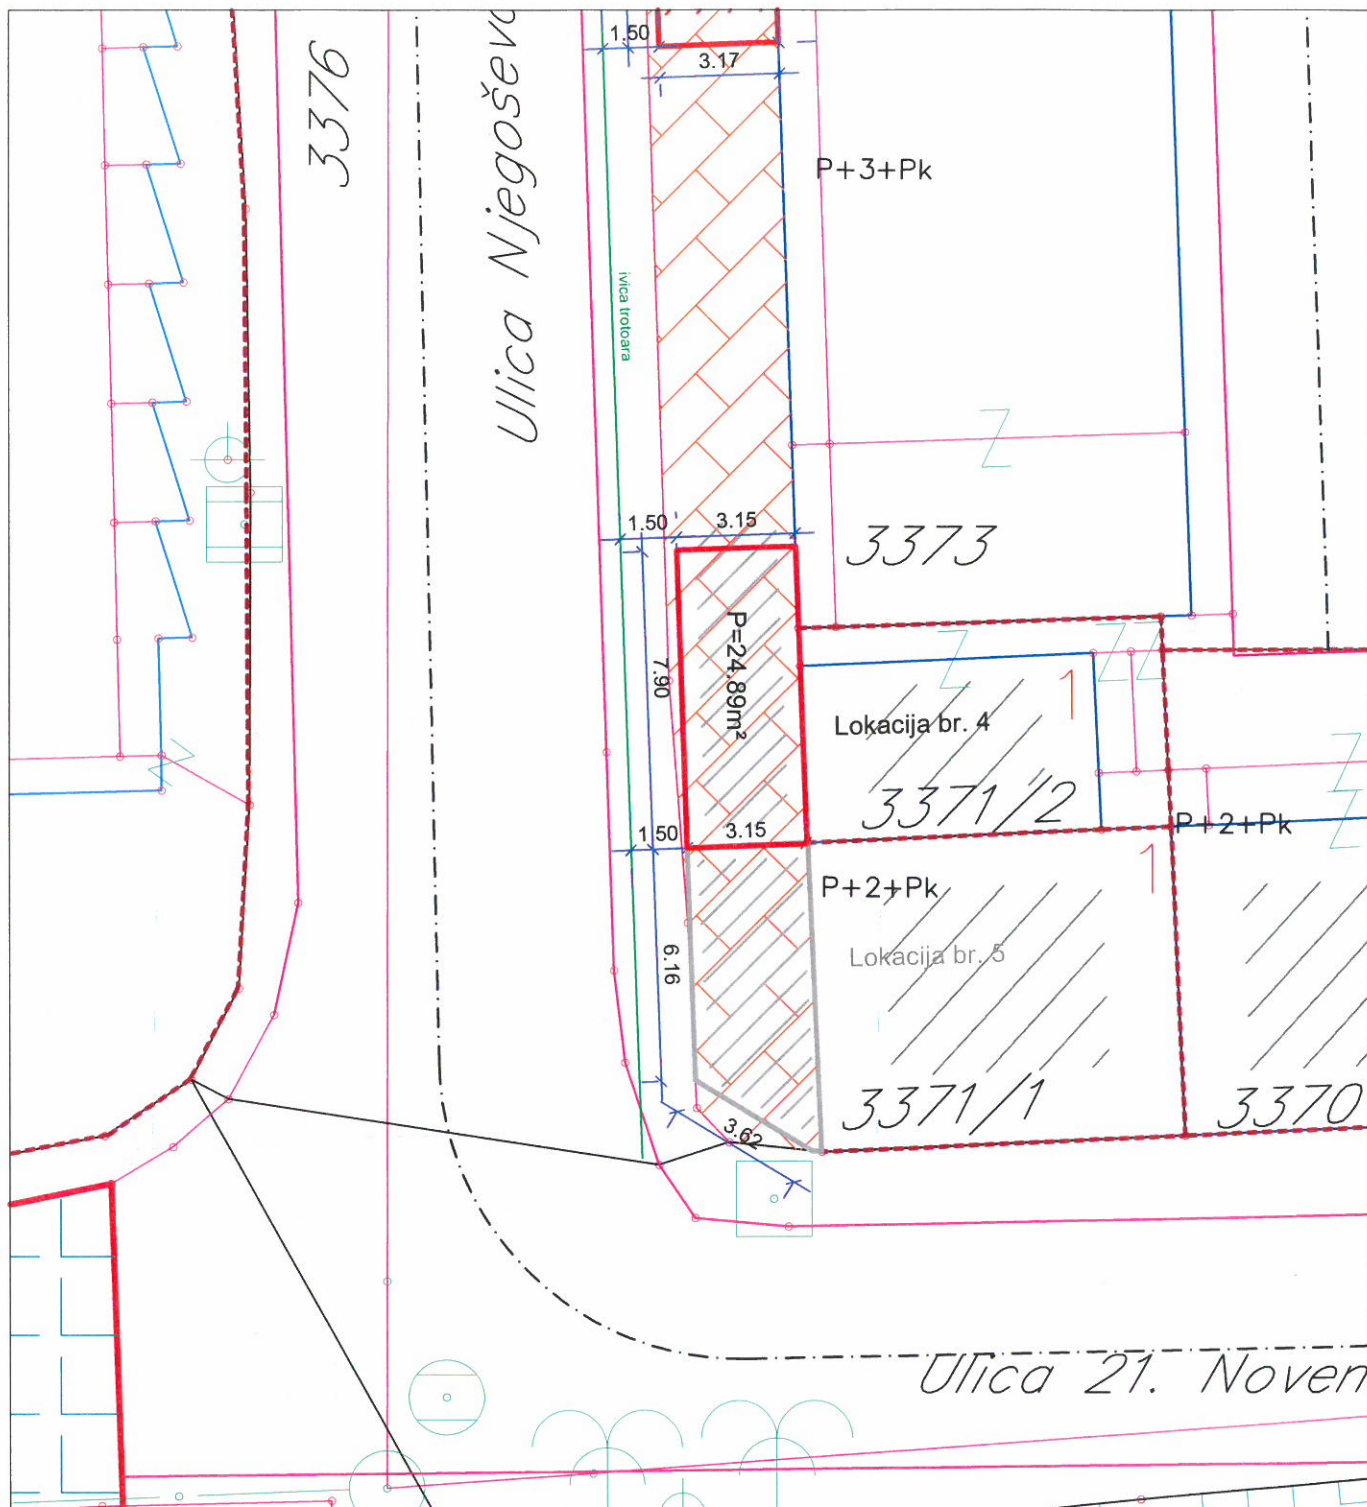 1.50
3.17
3376
Ulica Njegoševa
P+3+Pk
ivica trotoara
1.50
3.15
3373
P=24.89m²
7.90
1
Lokacija br. 4
3371/2
1.50
3.15
P+2+Pk
1
P+2+Pk
6.16
Lokacija br. 5
3371/1
3370
3.62
Ulica 21. Novem